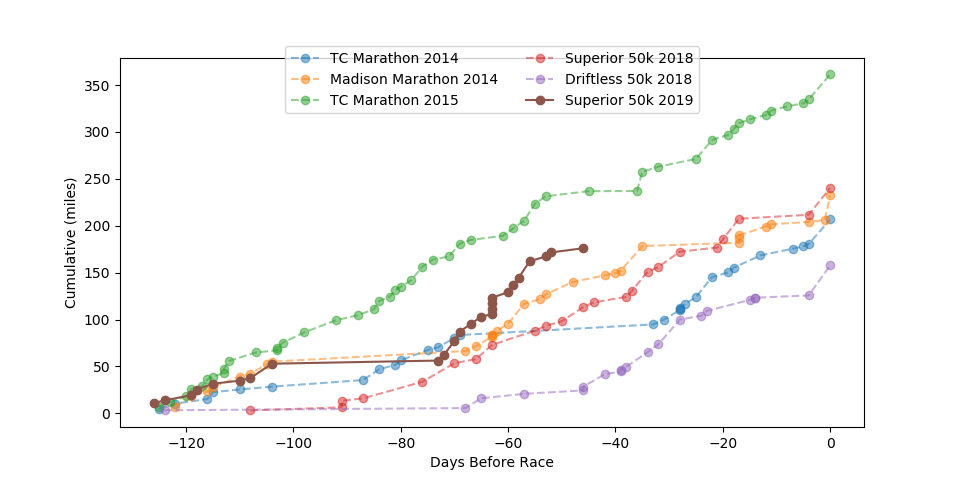 TC Marathon 2014
Madison Marathon 2014
TC Marathon 2015
Superior 50k 2018
Driftless 50k 2018
Superior 50k 2019
350
300
250
200
150
100
50
0
Cumulative (miles)
−120 −100 −80 −60 −40 −20 0
Days Before Race